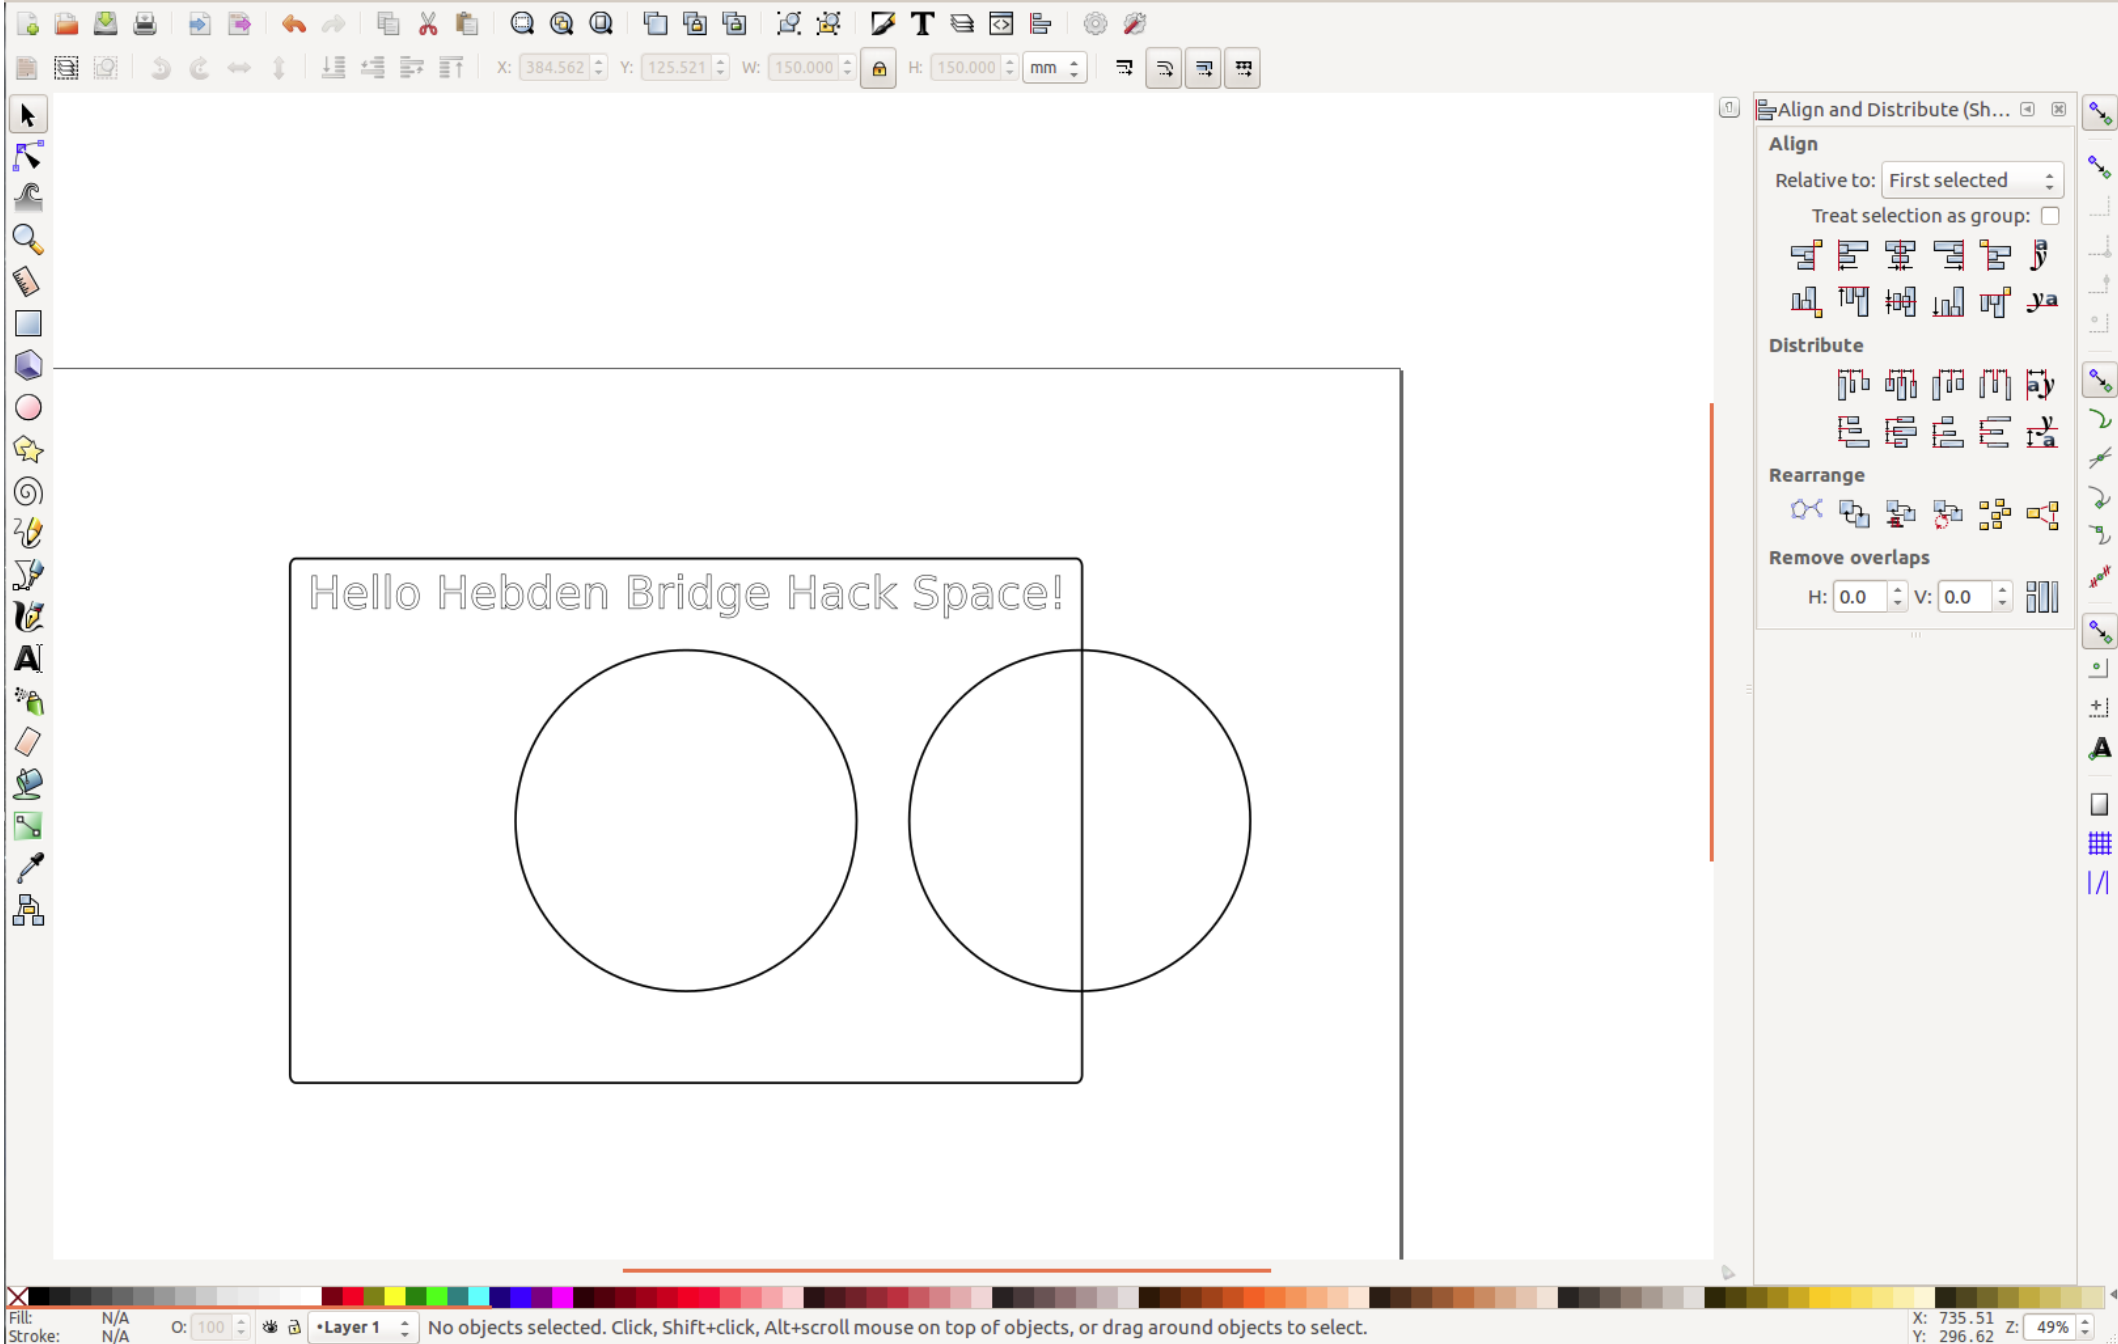 X: 384.562 Y: 125.521 W: 150.000 H: 150.000 mm
Align and Distribute (Sh...
Align
Relative to: First selected
Treat selection as group:
Distribute
Rearrange
Remove overlaps
H: 0.0 V: 0.0
Hello Hebden Bridge Hack Space!
Fill: N/A
Stroke: N/A
O: 100
•Layer 1
No objects selected. Click, Shift+click, Alt+scroll mouse on top of objects, or drag around objects to select.
X: 735.51
Y: 296.62
Z: 49%